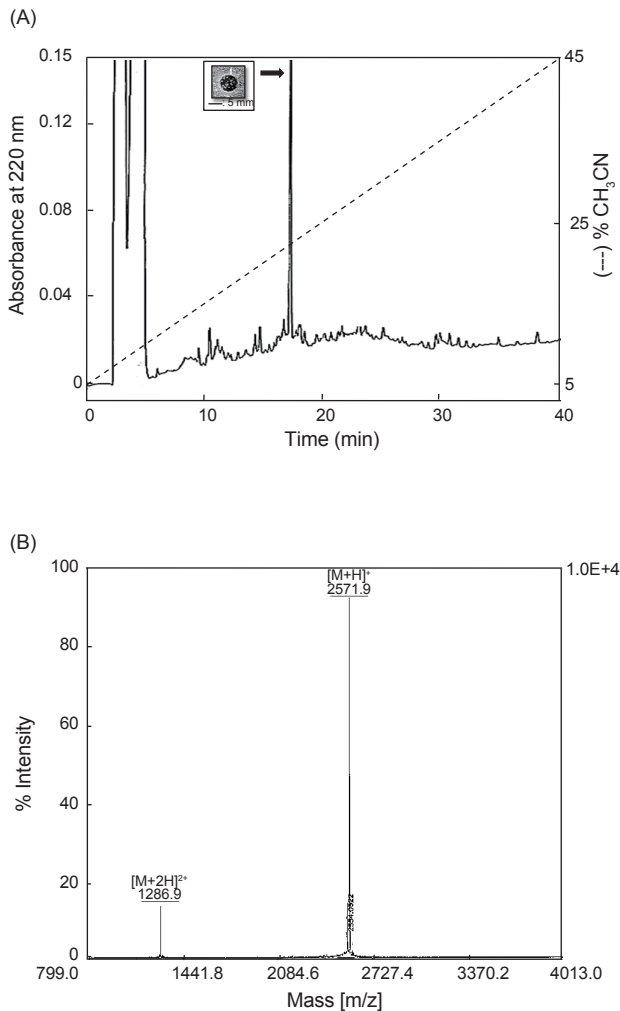 (A)
0.15
0.12
0.08
0.04
0
Absorbance at 220 nm
—: 5 mm
45
25
5
(---) % CH₃CN
0
10
20
30
40
Time (min)
(B)
100
80
60
40
20
0
% Intensity
[M+H]⁺
2571.9
1.0E+4
[M+2H]²⁺
1286.9
799.0
1441.8
2084.6
2727.4
3370.2
4013.0
Mass [m/z]